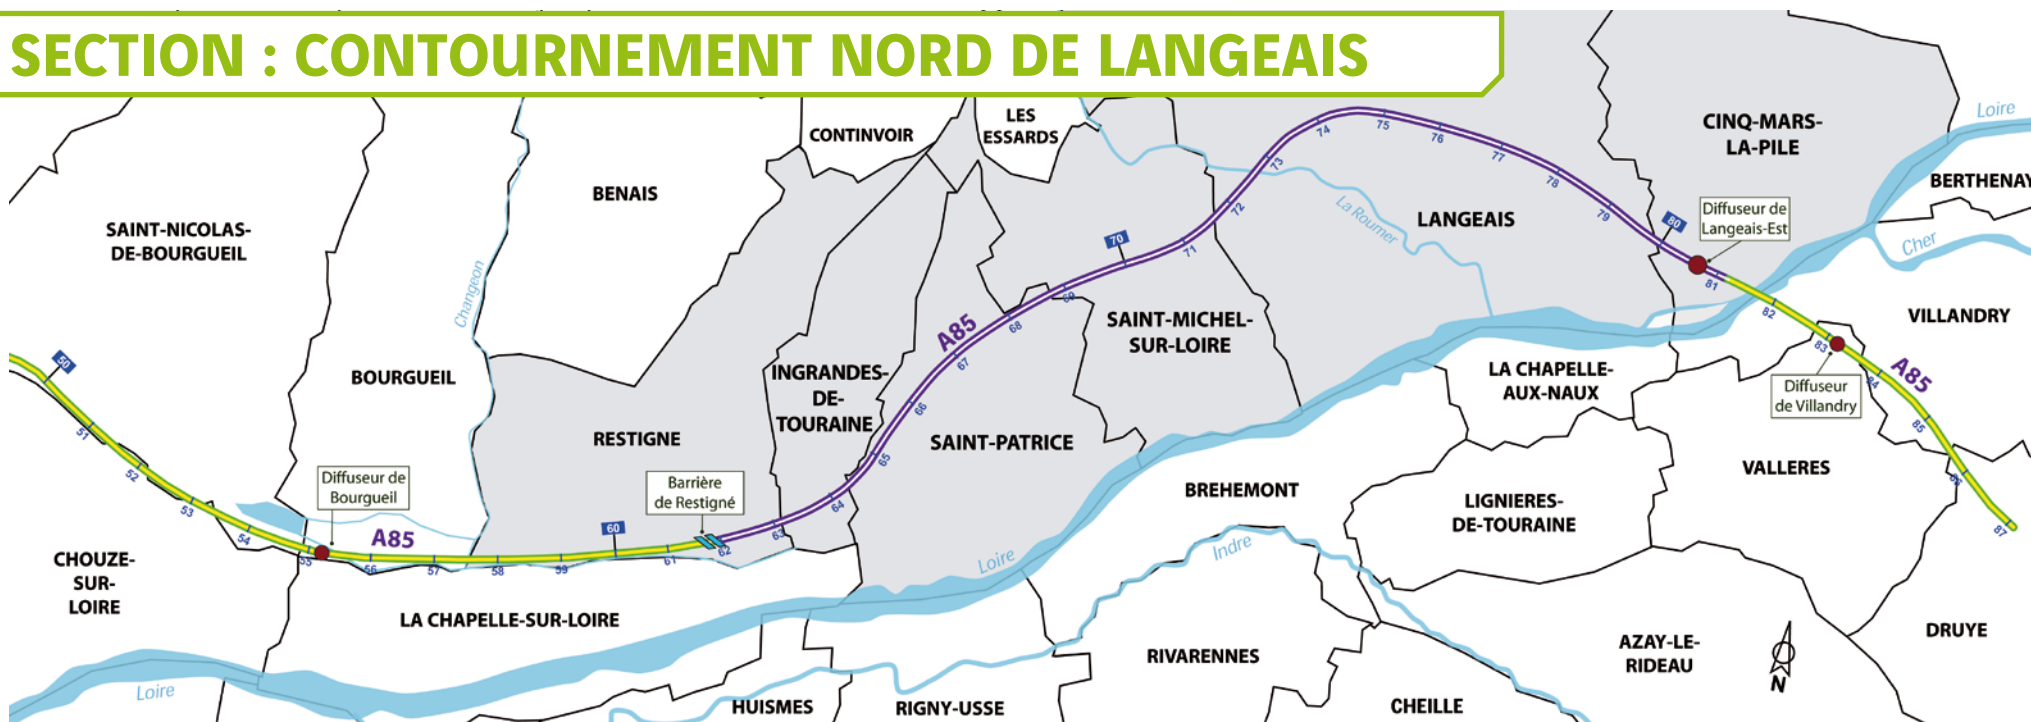 SECTION : CONTOURNEMENT NORD DE LANGEAIS
CONTINVOIR
LES
ESSARDS
CINQ-MARS-
LA-PILE
Loire
BERTHENAY
BENAIS
SAINT-NICOLAS-
DE-BOURGUEIL
Changeon
La Roumer
LANGEAIS
Diffuseur de
Langeais-Est
Cher
VILLANDRY
SAINT-MICHEL-
SUR-LOIRE
A85
BOURGUEIL
INGRANDES-
DE-
TOURAINE
LA CHAPELLE-
AUX-NAUX
Diffuseur
de Villandry
A85
RESTIGNE
SAINT-PATRICE
VALLERES
Diffuseur de
Bourgueil
Barrière
de Restigné
BREHEMONT
LIGNIERES-
DE-TOURAINE
A85
CHOUZE-
SUR-
LOIRE
Loire
Indre
LA CHAPELLE-SUR-LOIRE
RIVARENNES
AZAY-LE-
RIDEAU
DRUYE
Loire
HUISMES
RIGNY-USSE
CHEILLE
N
50
51
52
53
54
55
56
57
58
59
60
61
62
63
64
65
66
67
68
69
70
71
72
73
74
75
76
77
78
79
80
81
82
83
84
85
86
87